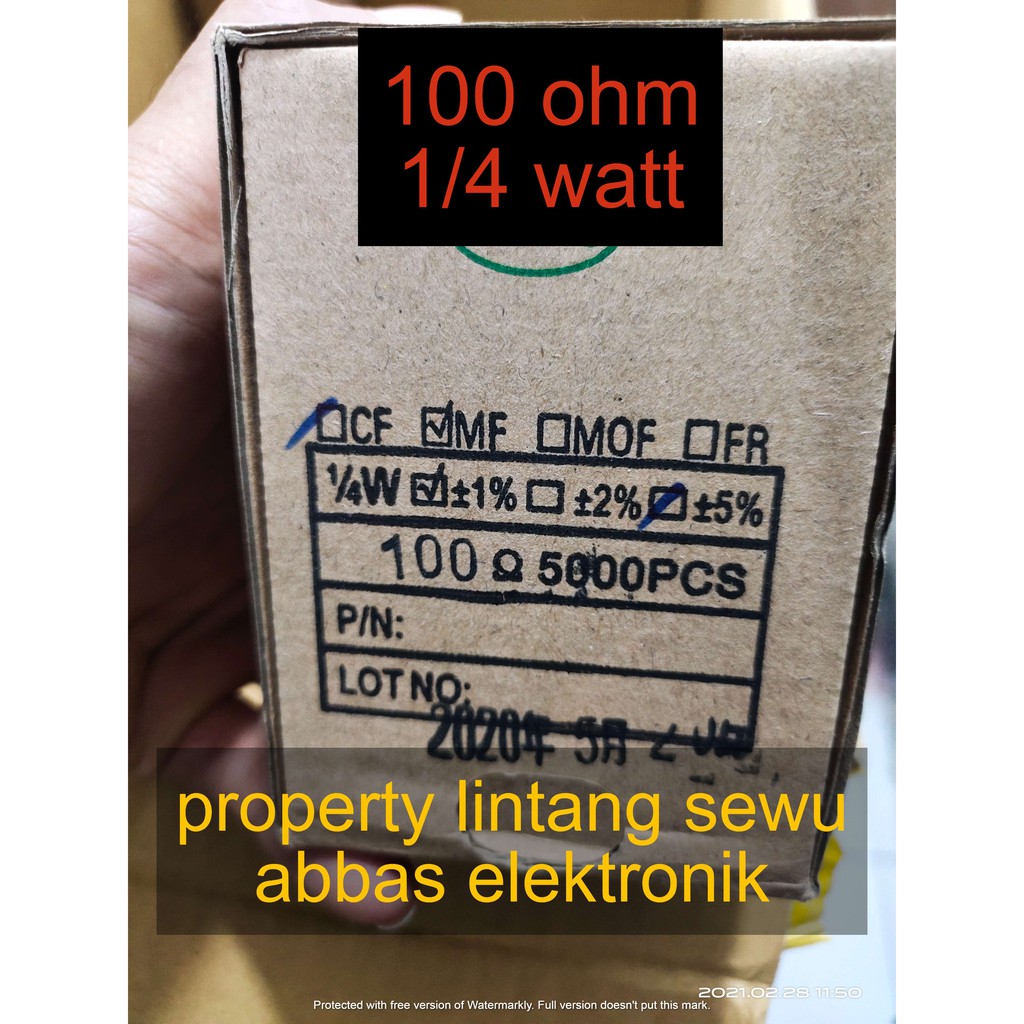 100 ohm
1/4 watt
☐CF ☑MF ☐MOF ☐FR
¼W ☑±1% ☐ ±2% ☐ ±5%
100 Ω 5000PCS
P/N:
LOT NO:
2020年 5月
property lintang sewu
abbas elektronik
2021.02.28 11:50
Protected with free version of Watermarkly. Full version doesn't put this mark.